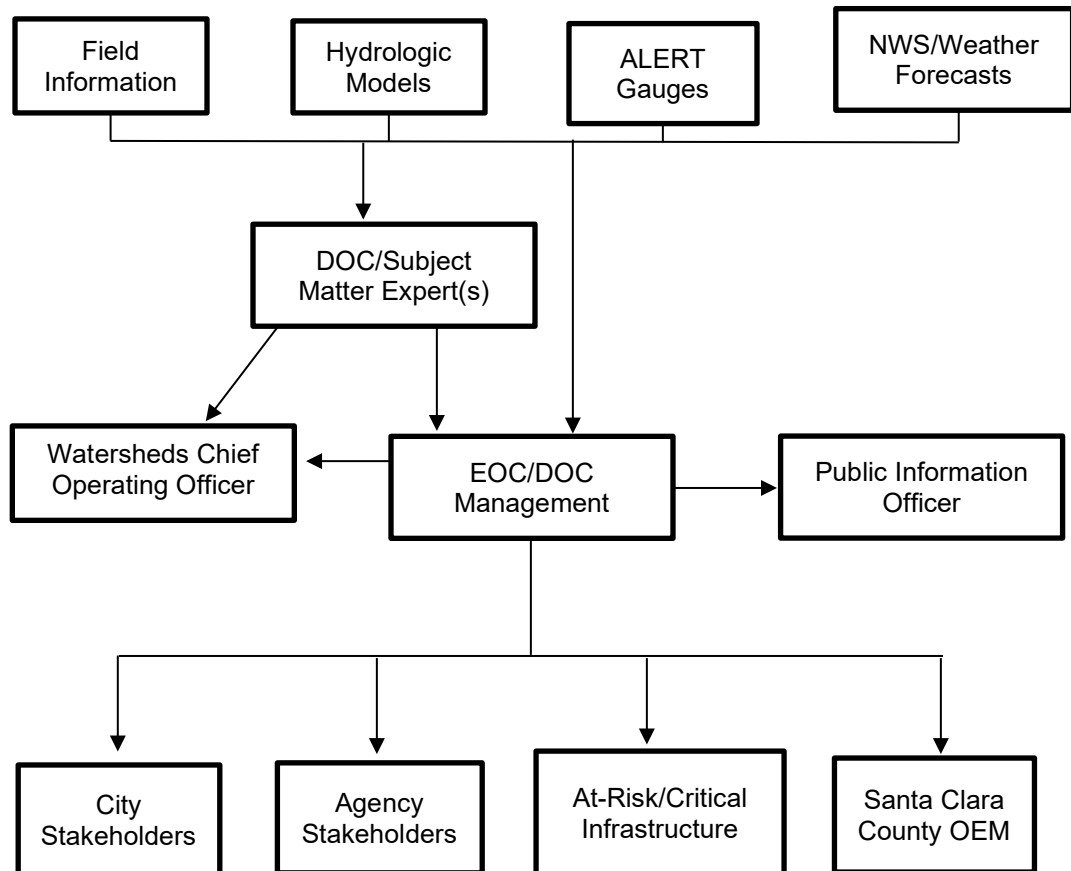 Field
Information
Hydrologic
Models
ALERT
Gauges
NWS/Weather
Forecasts
DOC/Subject
Matter Expert(s)
Watersheds Chief
Operating Officer
EOC/DOC
Management
Public Information
Officer
City
Stakeholders
Agency
Stakeholders
At-Risk/Critical
Infrastructure
Santa Clara
County OEM